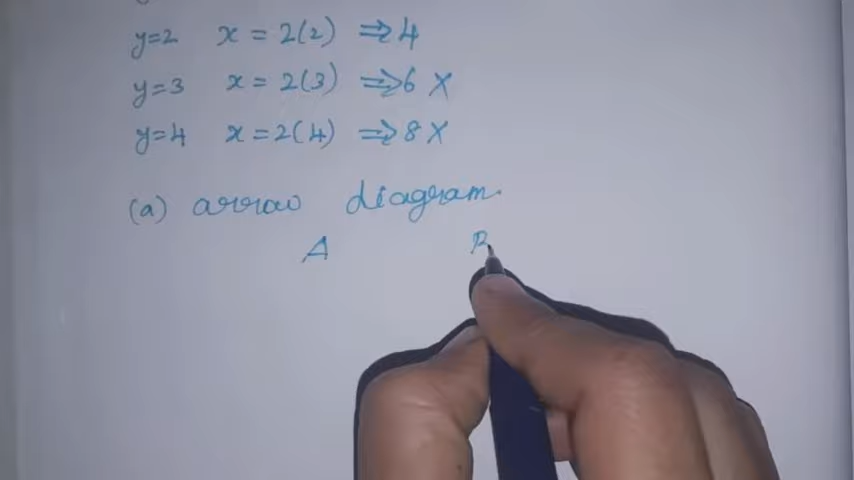 y=2 x = 2(2) ⇒ 4
y=3 x = 2(3) ⇒ 6 X
y=4 x = 2(4) ⇒ 8 X
(a) arrow diagram.
A B